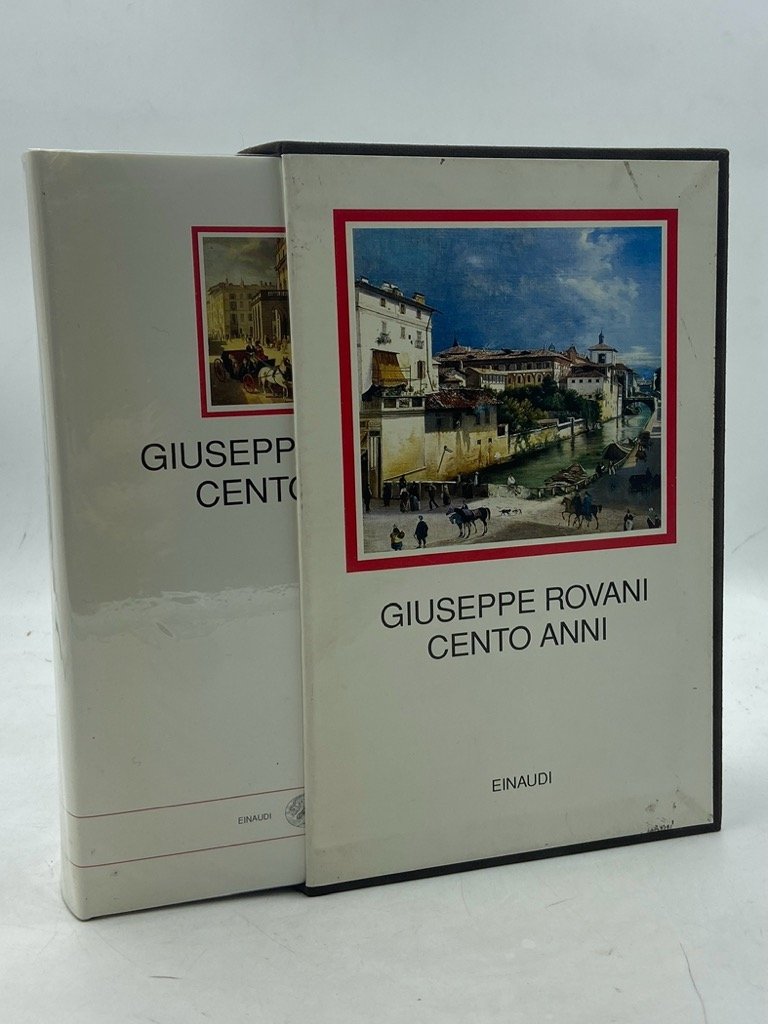 GIUSEPP
CENTO
EINAUDI
GIUSEPPE ROVANI
CENTO ANNI
EINAUDI